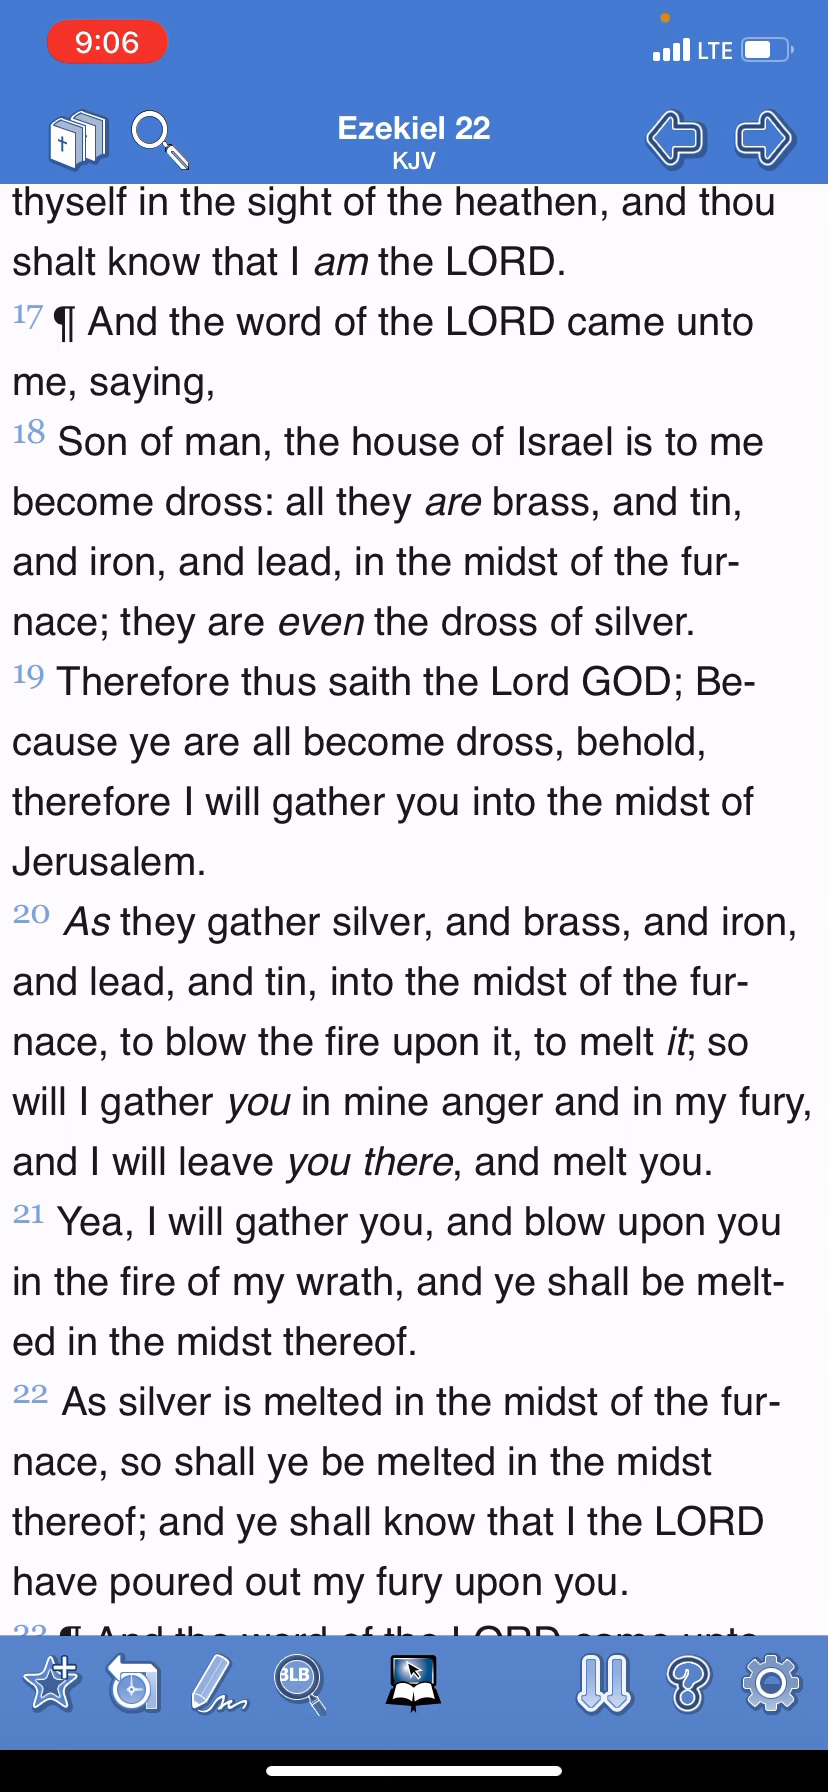 9:06
LTE
Ezekiel 22
KJV
thyself in the sight of the heathen, and thou
shalt know that I am the LORD.
17 ¶ And the word of the LORD came unto
me, saying,
18 Son of man, the house of Israel is to me
become dross: all they are brass, and tin,
and iron, and lead, in the midst of the fur-
nace; they are even the dross of silver.
19 Therefore thus saith the Lord GOD; Be-
cause ye are all become dross, behold,
therefore I will gather you into the midst of
Jerusalem.
20 As they gather silver, and brass, and iron,
and lead, and tin, into the midst of the fur-
nace, to blow the fire upon it, to melt it; so
will I gather you in mine anger and in my fury,
and I will leave you there, and melt you.
21 Yea, I will gather you, and blow upon you
in the fire of my wrath, and ye shall be melt-
ed in the midst thereof.
22 As silver is melted in the midst of the fur-
nace, so shall ye be melted in the midst
thereof; and ye shall know that I the LORD
have poured out my fury upon you.
23 ¶ And the word of the LORD came unto
BLB